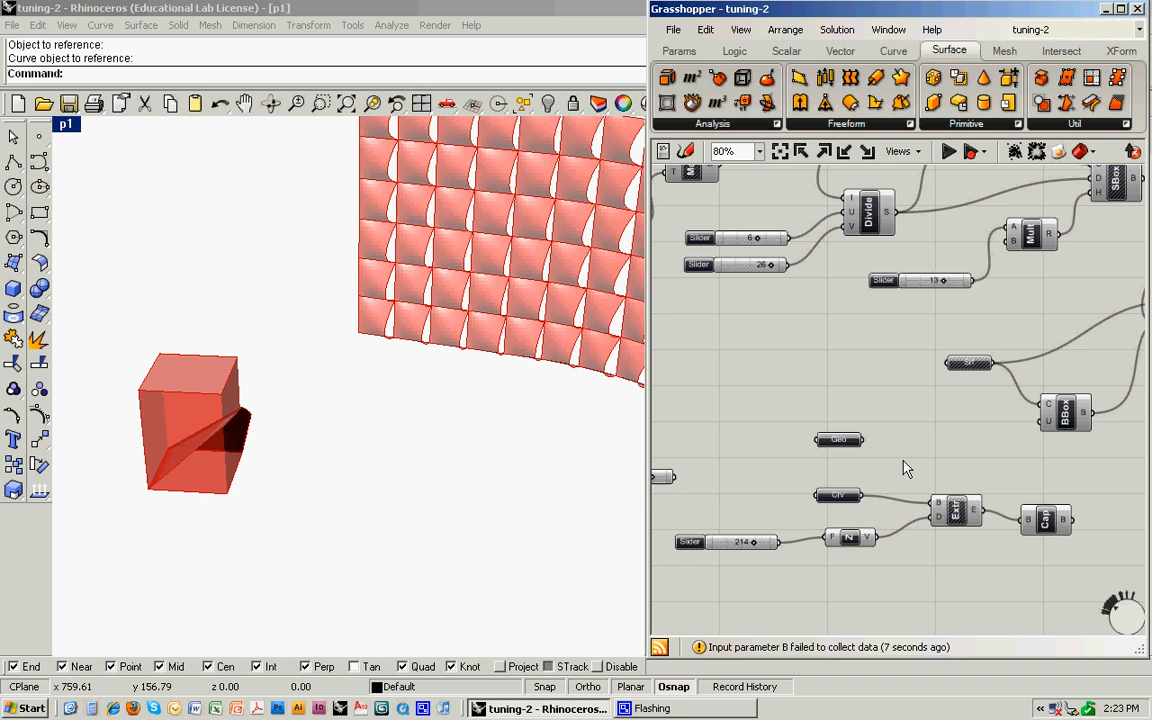 tuning-2 - Rhinoceros (Educational Lab License) - [p1]
File Edit View Curve Surface Solid Mesh Dimension Transform Tools Analyze Render Help
Object to reference:
Curve object to reference:
Command:
p1
Grasshopper - tuning-2
File Edit View Arrange Solution Window Help tuning-2
Params Logic Scalar Vector Curve Surface Mesh Intersect XForm
Analysis Freeform Primitive Util
80% Views
T
I
U
V
Divide
S
D
H
SBox
B
Slider 6
Slider 26
A
B
Mult
R
Slider 13
Srf
C
U
BBox
B
Geo
Crv
B
D
Extr
E
B
Cap
B
Slider 214
F
N
V
Input parameter B failed to collect data (7 seconds ago)
End Near Point Mid Cen Int Perp Tan Quad Knot Project STrack Disable
CPlane x 759.61 y 156.79 z 0.00 0.00 Default Snap Ortho Planar Osnap Record History
Start tuning-2 - Rhinoceros... Flashing 2:23 PM